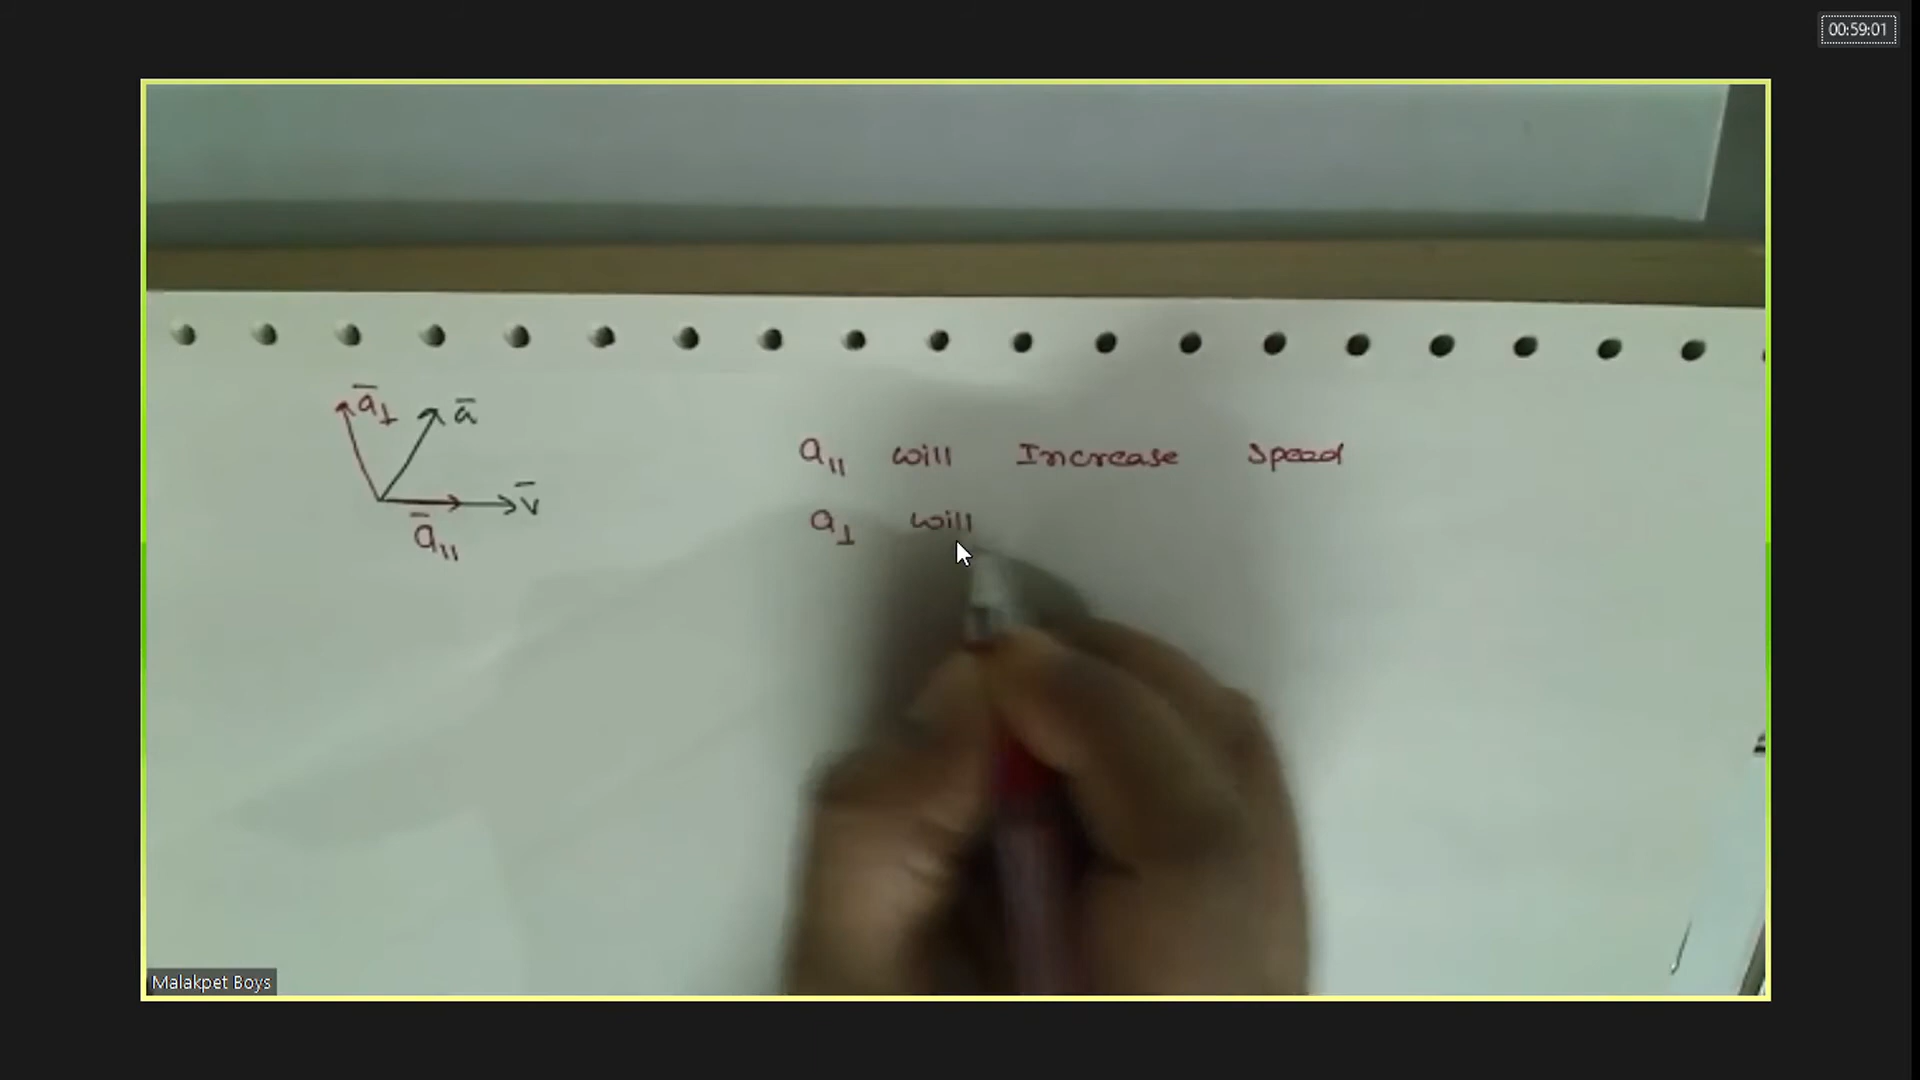 00:59:01
a̅⊥ a̅
v̅
a̅∥
a∥ will Increase Speed
a⊥ will
Malakpet Boys